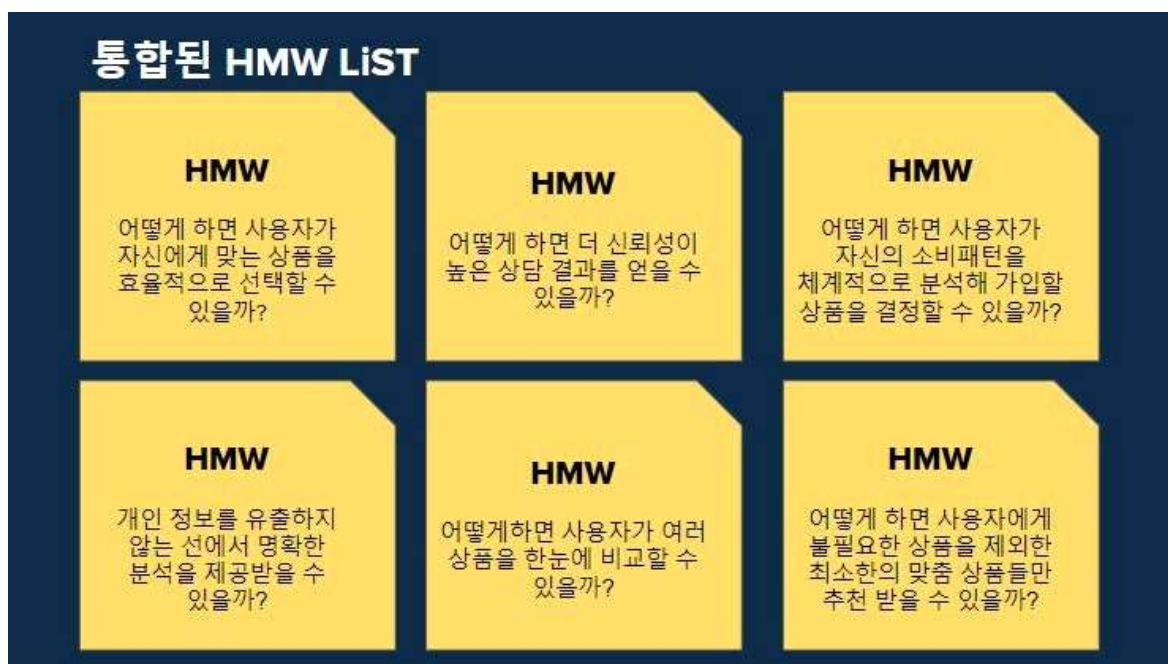 통합된 HMW LiST
HMW
어떻게 하면 사용자가
자신에게 맞는 상품을
효율적으로 선택할 수
있을까?
HMW
어떻게 하면 더 신뢰성이
높은 상담 결과를 얻을 수
있을까?
HMW
어떻게 하면 사용자가
자신의 소비패턴을
체계적으로 분석해 가입할
상품을 결정할 수 있을까?
HMW
개인 정보를 유출하지
않는 선에서 명확한
분석을 제공받을 수
있을까?
HMW
어떻게하면 사용자가 여러
상품을 한눈에 비교할 수
있을까?
HMW
어떻게 하면 사용자에게
불필요한 상품을 제외한
최소한의 맞춤 상품들만
추천 받을 수 있을까?